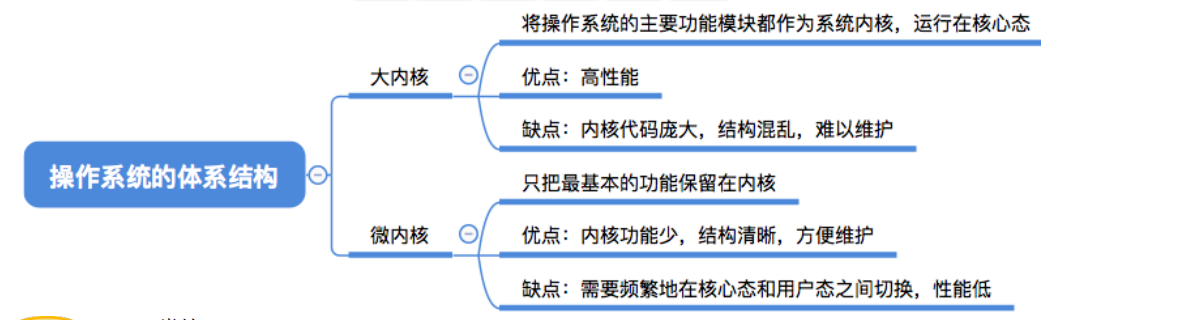 操作系统的体系结构
大内核
将操作系统的主要功能模块都作为系统内核，运行在核心态
优点：高性能
缺点：内核代码庞大，结构混乱，难以维护
微内核
只把最基本的功能保留在内核
优点：内核功能少，结构清晰，方便维护
缺点：需要频繁地在核心态和用户态之间切换，性能低